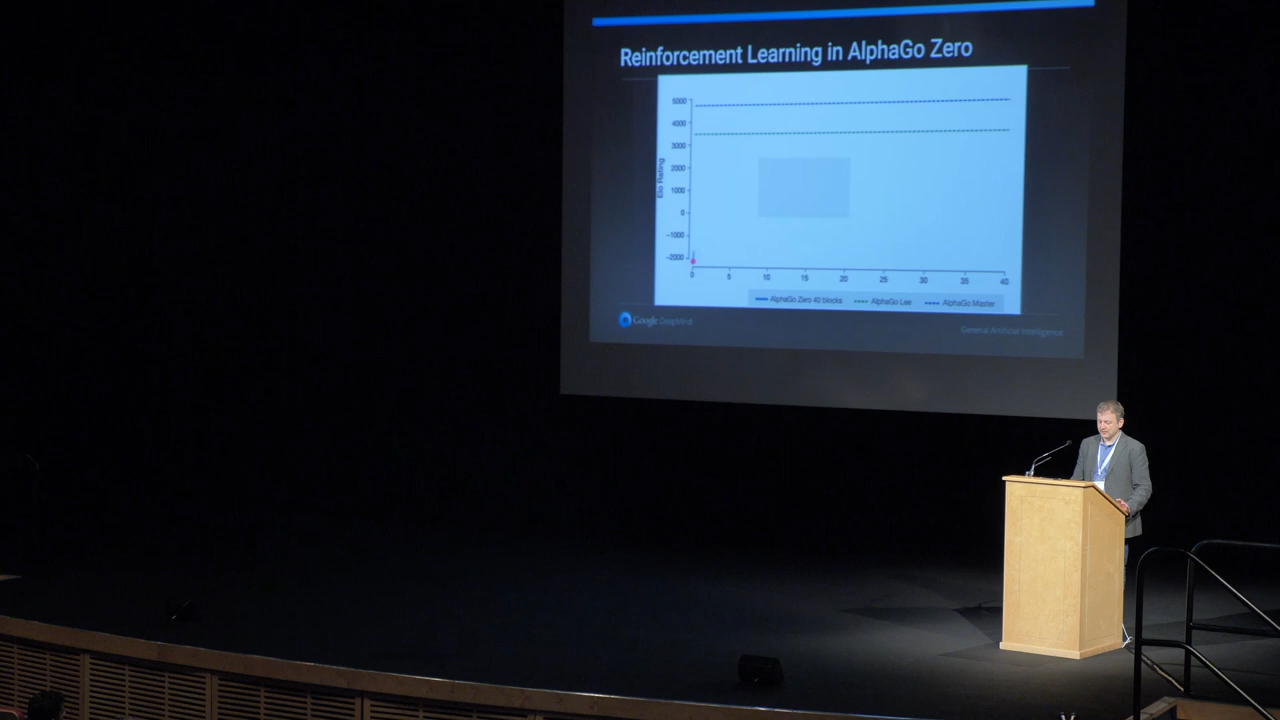 Reinforcement Learning in AlphaGo Zero
5000
4000
3000
2000
1000
0
-1000
-2000
Elo Rating
0 5 10 15 20 25 30 35 40
AlphaGo Zero 40 blocks AlphaGo Lee AlphaGo Master
Google DeepMind
General Artificial Intelligence